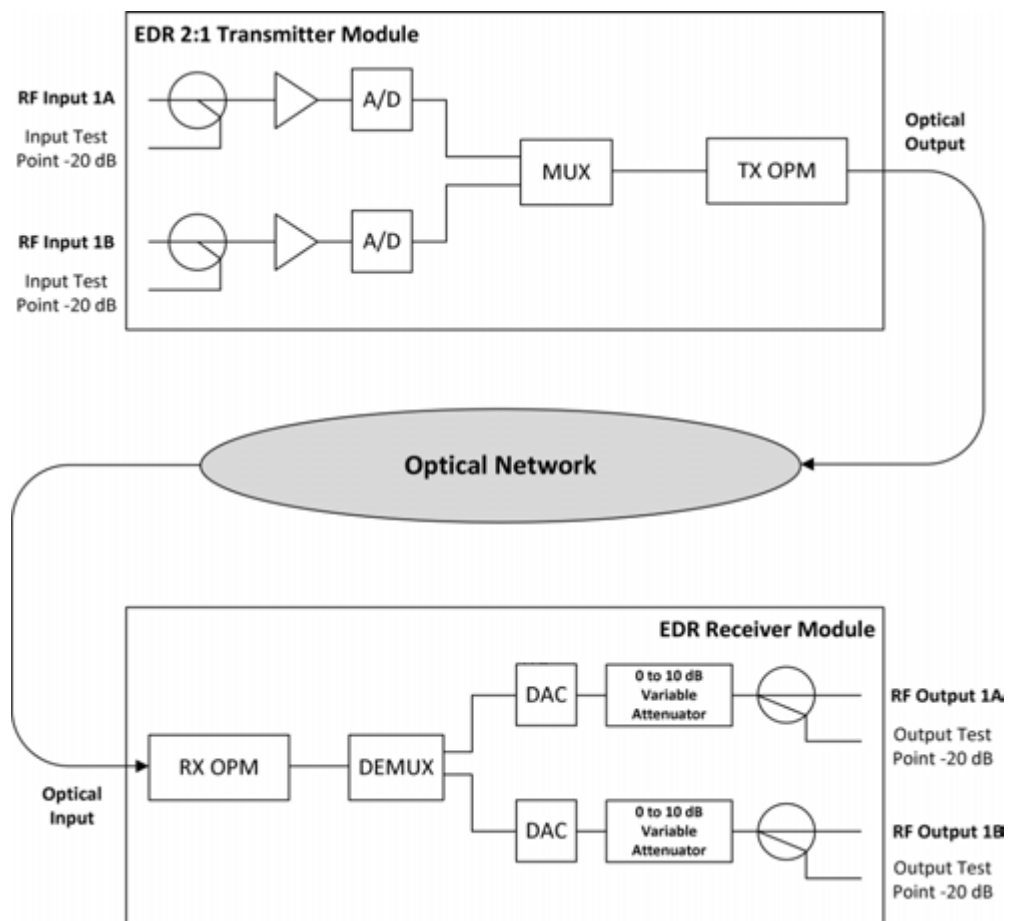 EDR 2:1 Transmitter Module
RF Input 1A
Input Test
Point -20 dB
A/D
MUX
TX OPM
Optical
Output
RF Input 1B
Input Test
Point -20 dB
A/D
Optical Network
EDR Receiver Module
Optical
Input
RX OPM
DEMUX
DAC
0 to 10 dB
Variable
Attenuator
RF Output 1A
Output Test
Point -20 dB
DAC
0 to 10 dB
Variable
Attenuator
RF Output 1B
Output Test
Point -20 dB